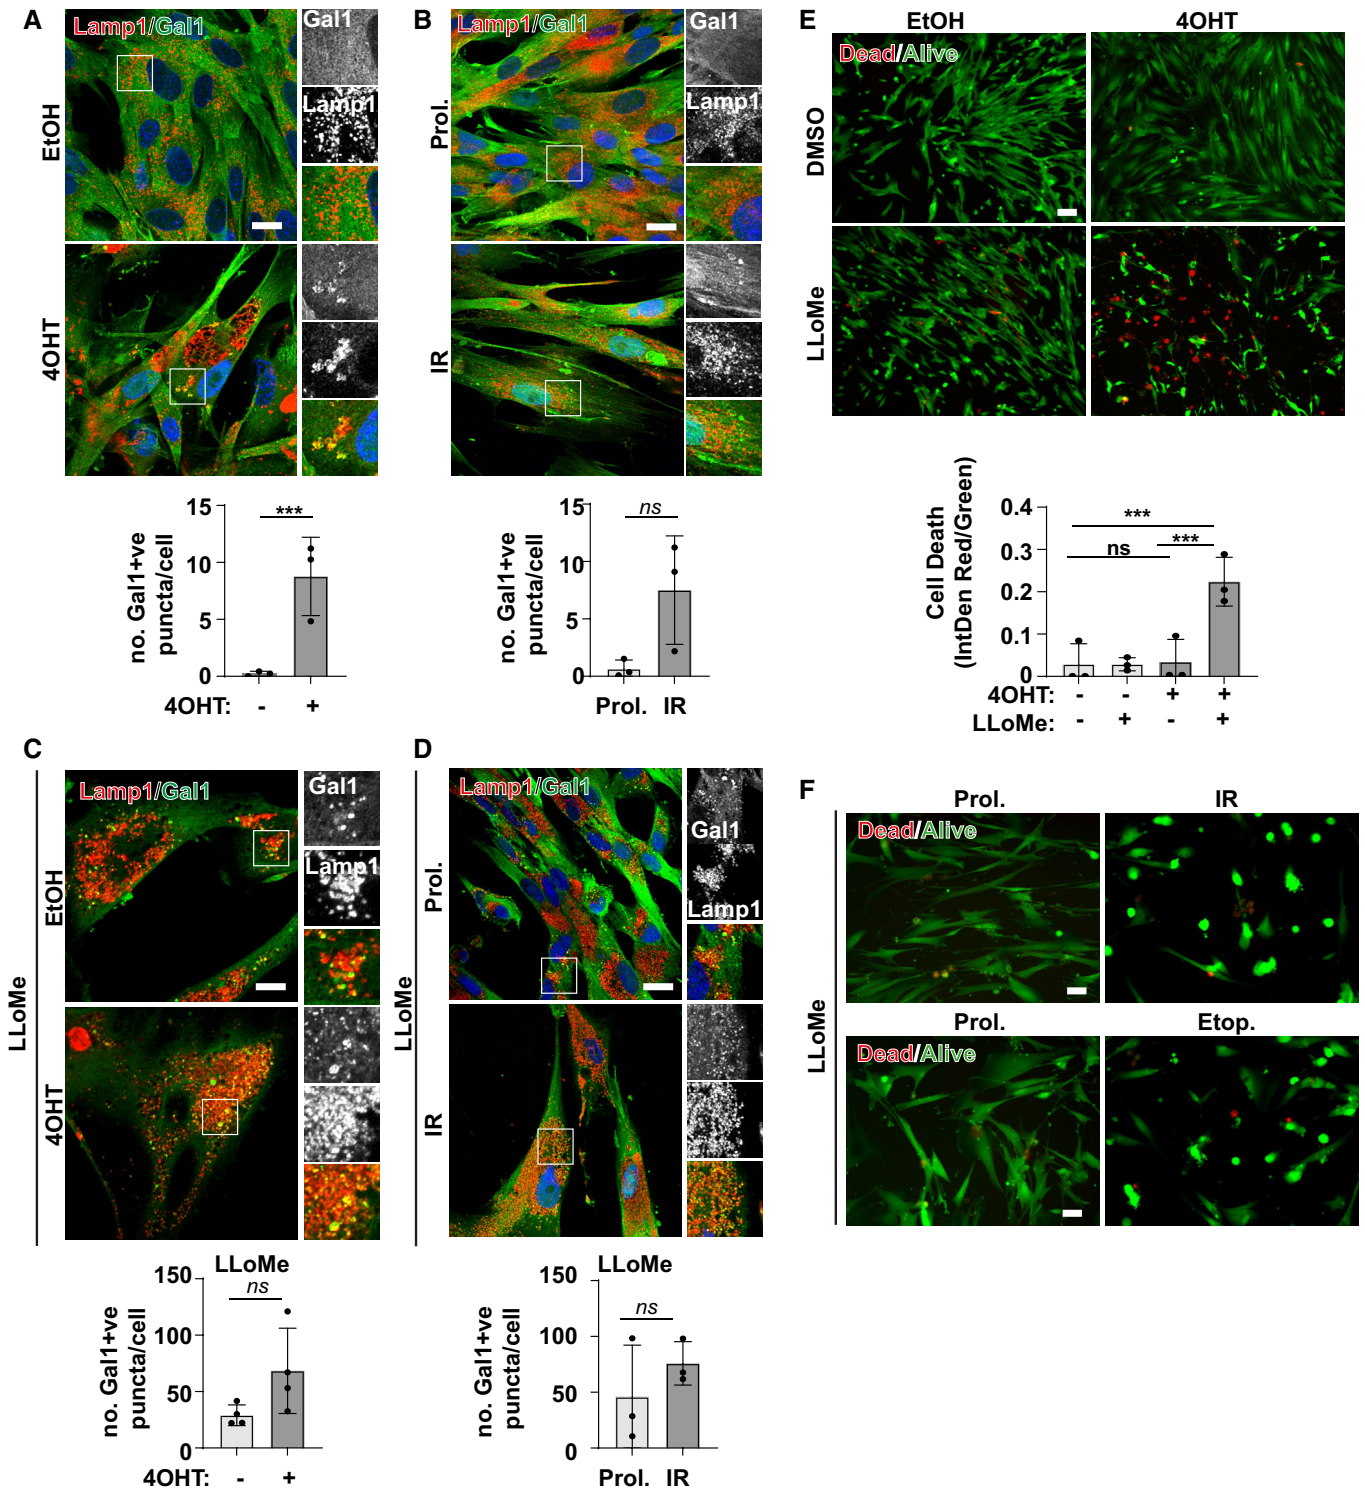 A
Lamp1/Gal1
Gal1
Lamp1
EtOH
4OHT
15
10
5
0
no. Gal1+ve
puncta/cell
***
4OHT: - +
B
Lamp1/Gal1
Gal1
Lamp1
Prol.
IR
15
10
5
0
no. Gal1+ve
puncta/cell
ns
Prol. IR
E
EtOH 4OHT
Dead/Alive
DMSO
LLoMe
Cell Death
(IntDen Red/Green)
0.4
0.3
0.2
0.1
0
***
ns
***
4OHT: - - + +
LLoMe: - + - +
C
Lamp1/Gal1
Gal1
Lamp1
EtOH
4OHT
LLoMe
LLoMe
150
100
50
0
no. Gal1+ve
puncta/cell
ns
4OHT: - +
D
Lamp1/Gal1
Gal1
Lamp1
Prol.
IR
LLoMe
LLoMe
150
100
50
0
no. Gal1+ve
puncta/cell
ns
Prol. IR
F
Prol. IR
Dead/Alive
Prol. Etop.
Dead/Alive
LLoMe